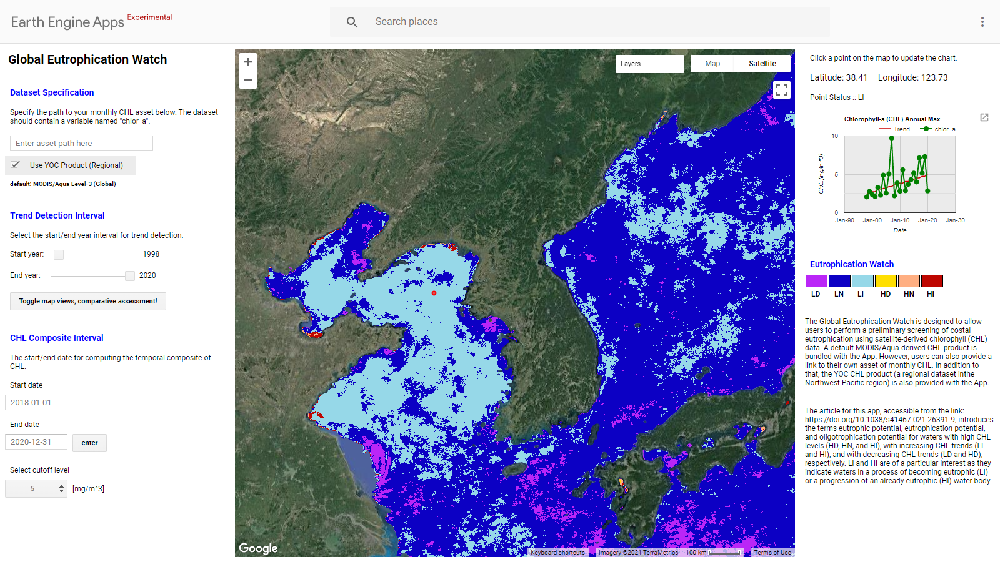 Earth Engine Apps Experimental
Search places
Global Eutrophication Watch
Dataset Specification
Specify the path to your monthly CHL asset below. The dataset
should contain a variable named "chlor_a".
Enter asset path here
Use YOC Product (Regional)
default: MODIS/Aqua Level-3 (Global)
Trend Detection Interval
Select the start/end year interval for trend detection.
Start year: 1998
End year: 2020
Toggle map views, comparative assessment!
CHL Composite Interval
The start/end date for computing the temporal composite of
CHL.
Start date
2018-01-01
End date
2020-12-31 enter
Select cutoff level
5 [mg/m^3]
+
−
Layers
Map Satellite
Google
Keyboard shortcuts Imagery ©2021 TerraMetrics 100 km Terms of Use
Click a point on the map to update the chart.
Latitude: 38.41 Longitude: 123.73
Point Status :: LI
Chlorophyll-a (CHL) Annual Max
Trend chlor_a
10
5
0
CHL [mg/m^3]
Jan-90 Jan-00 Jan-10 Jan-20 Jan-30
Date
Eutrophication Watch
LD LN LI HD HN HI
The Global Eutrophication Watch is designed to allow
users to perform a preliminary screening of costal
eutrophication using satellite-derived chlorophyll (CHL)
data. A default MODIS/Aqua-derived CHL product is
bundled with the App. However, users can also provide a
link to their own asset of monthly CHL. In addition to
that, the YOC CHL product (a regional dataset inthe
Northwest Pacific region) is also provided with the App.
The article for this app, accessible from the link:
https://doi.org/10.1038/s41467-021-26391-9, introduces
the terms eutrophic potential, eutrophication potential,
and oligotrophication potential for waters with high CHL
levels (HD, HN, and HI), with increasing CHL trends (LI
and HI), and with decreasing CHL trends (LD and HD),
respectively. LI and HI are of a particular interest as they
indicate waters in a process of becoming eutrophic (LI)
or a progression of an already eutrophic (HI) water body.